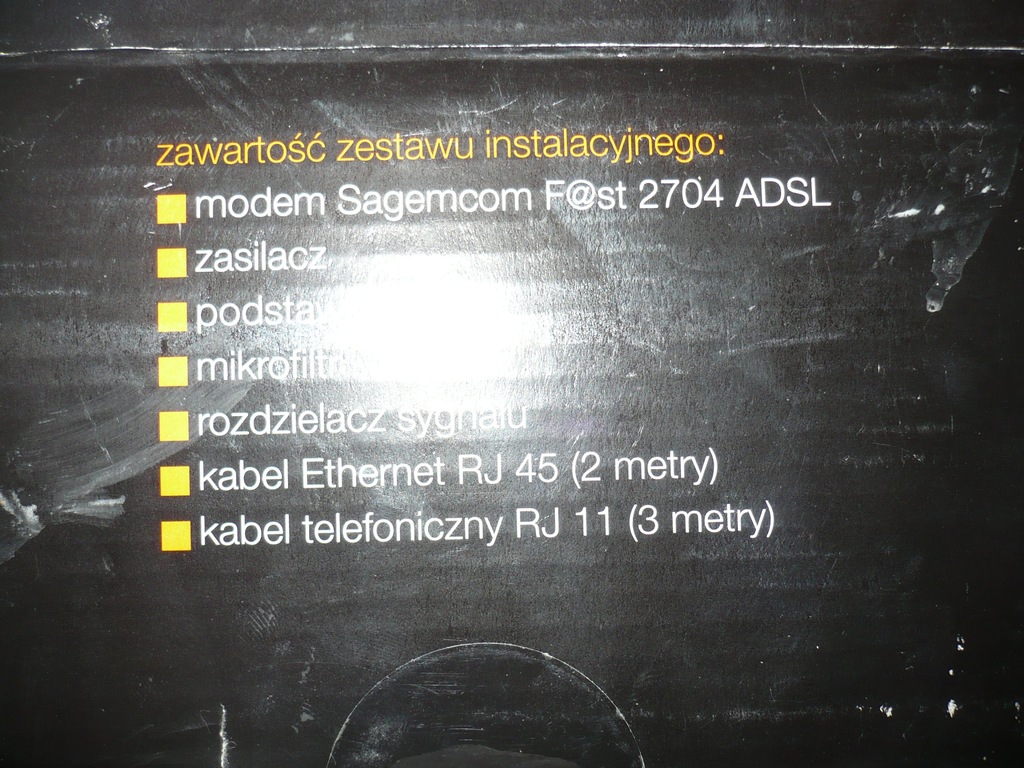 zawartość zestawu instalacyjnego:
modem Sagemcom F@st 2704 ADSL
zasilacz
rozdzielacz sygnału
kabel Ethernet RJ 45 (2 metry)
kabel telefoniczny RJ 11 (3 metry)